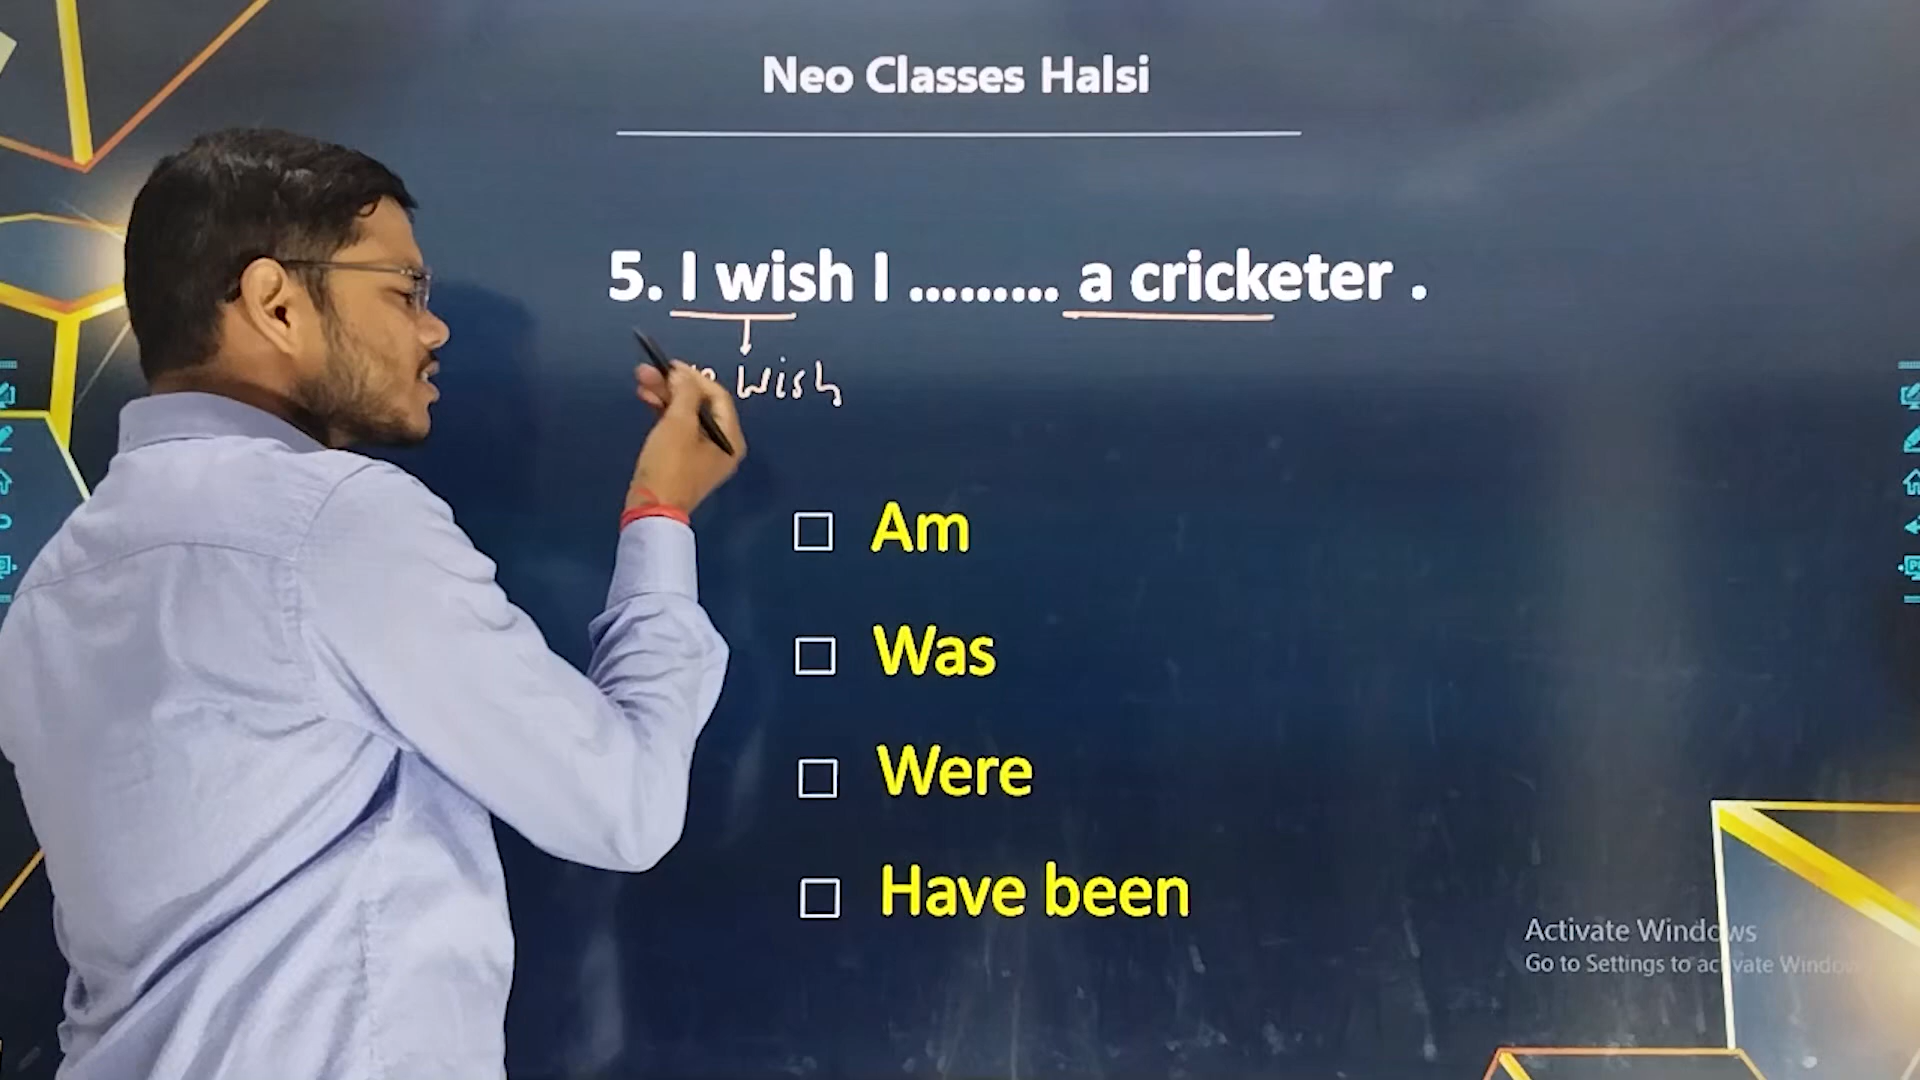 Neo Classes Halsi
5. I wish I ......... a cricketer .
Wish
Am
Was
Were
Have been
Activate Windows
Go to Settings to activate Windows